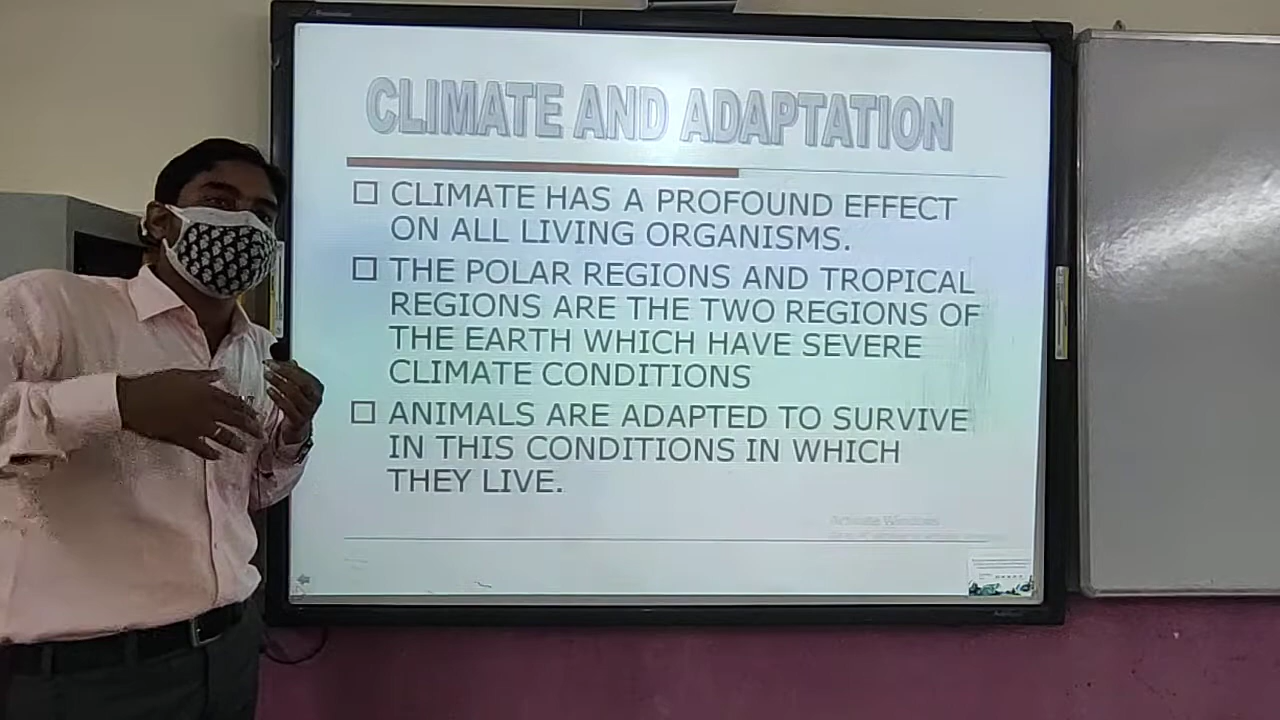 CLIMATE AND ADAPTATION
CLIMATE HAS A PROFOUND EFFECT
ON ALL LIVING ORGANISMS.
THE POLAR REGIONS AND TROPICAL
REGIONS ARE THE TWO REGIONS OF
THE EARTH WHICH HAVE SEVERE
CLIMATE CONDITIONS
ANIMALS ARE ADAPTED TO SURVIVE
IN THIS CONDITIONS IN WHICH
THEY LIVE.
Activate Windows